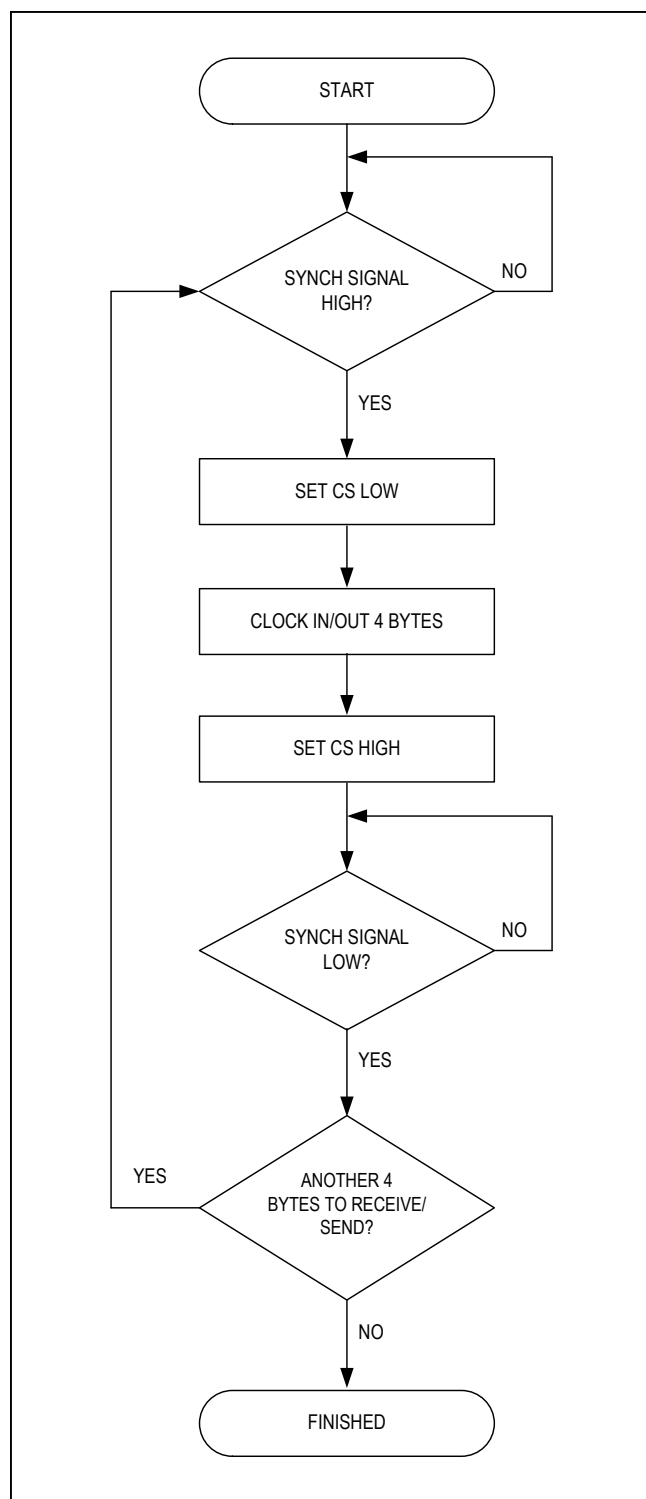 START
SYNCH SIGNAL
HIGH?
NO
YES
SET CS LOW
CLOCK IN/OUT 4 BYTES
SET CS HIGH
SYNCH SIGNAL
LOW?
NO
YES
ANOTHER 4
BYTES TO RECEIVE/
SEND?
YES
NO
FINISHED